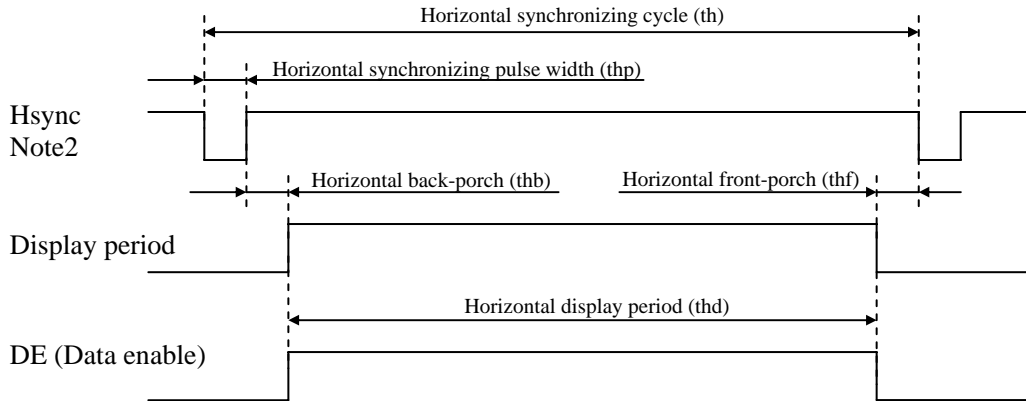 Horizontal synchronizing cycle (th)
Horizontal synchronizing pulse width (thp)
Hsync
Note2
Horizontal back-porch (thb)
Horizontal front-porch (thf)
Display period
Horizontal display period (thd)
DE (Data enable)